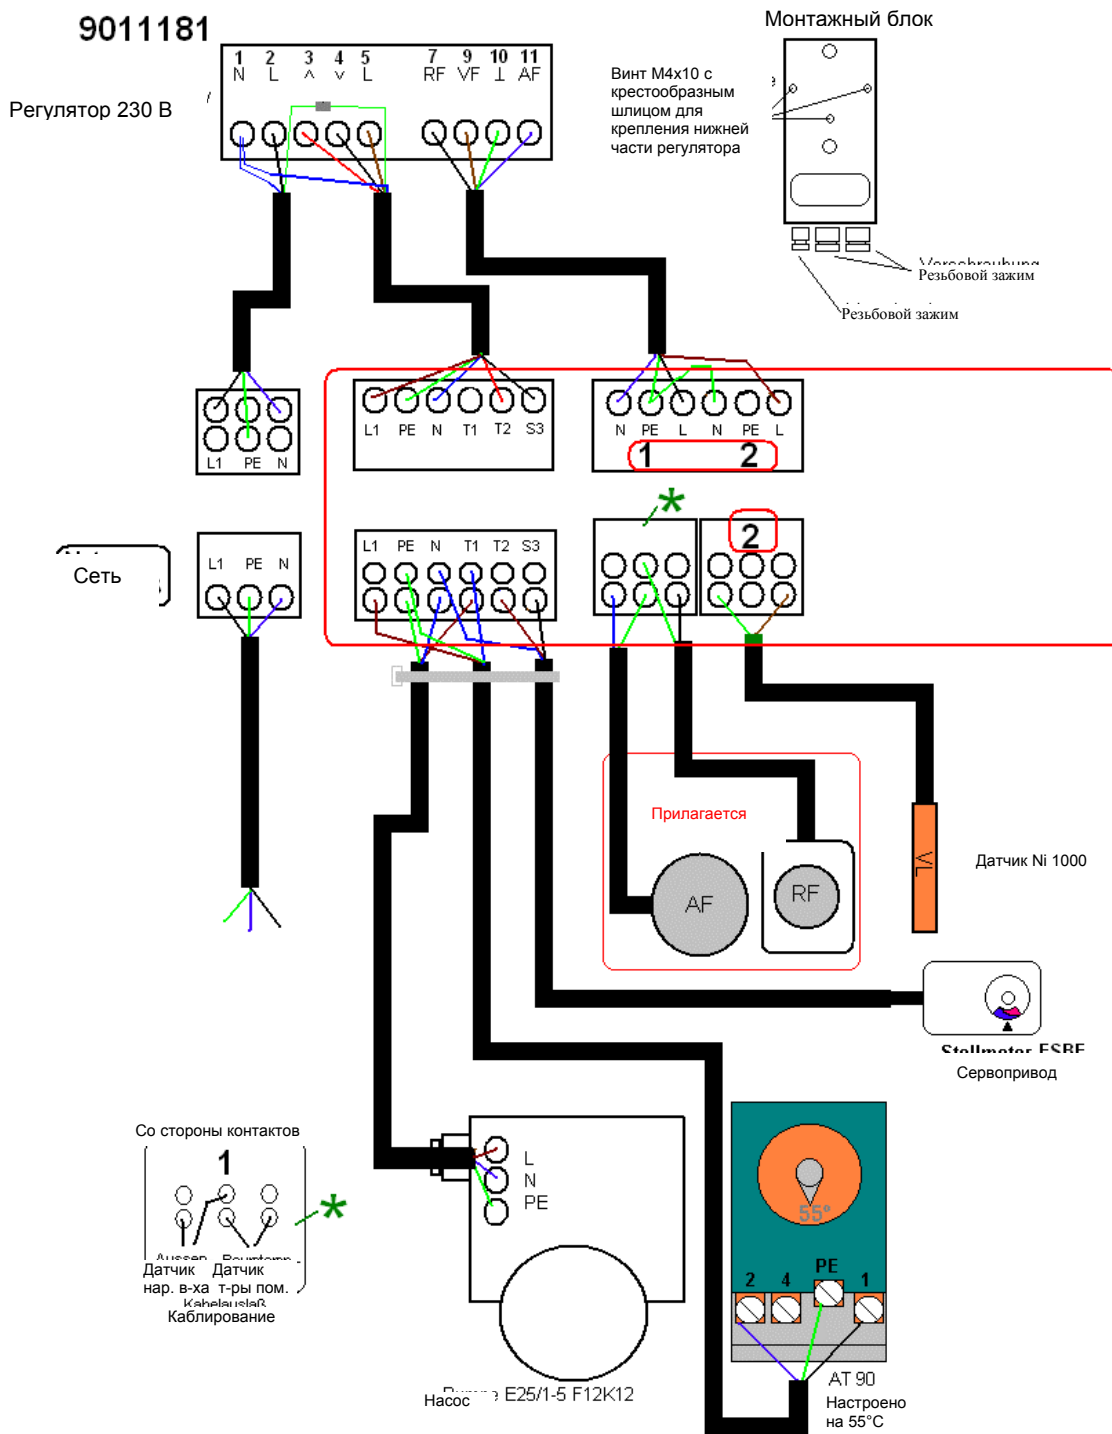 9011181
Монтажный блок
1 2 3 4 5 7 9 10 11
N L ^ v L RF VF ⊥ AF
Регулятор 230 В
Винт М4х10 с
крестообразным
шлицом для
крепления нижней
части регулятора
Резьбовой зажим
Резьбовой зажим
L1 PE N
L1 PE N T1 T2 S3
N PE L N PE L
1 2
*
2
L1 PE N T1 T2 S3
L1 PE N
Сеть
Прилагается
AF
RF
VL
Датчик Ni 1000
Stellmotor ESBE
Сервопривод
Со стороны контактов
1
*
Датчик Датчик
нар. в-ха т-ры пом.
Kabelauslaß
Каблирование
L
N
PE
55°
2 4 PE 1
AT 90
Настроено
на 55°C
Насос E25/1-5 F12K12